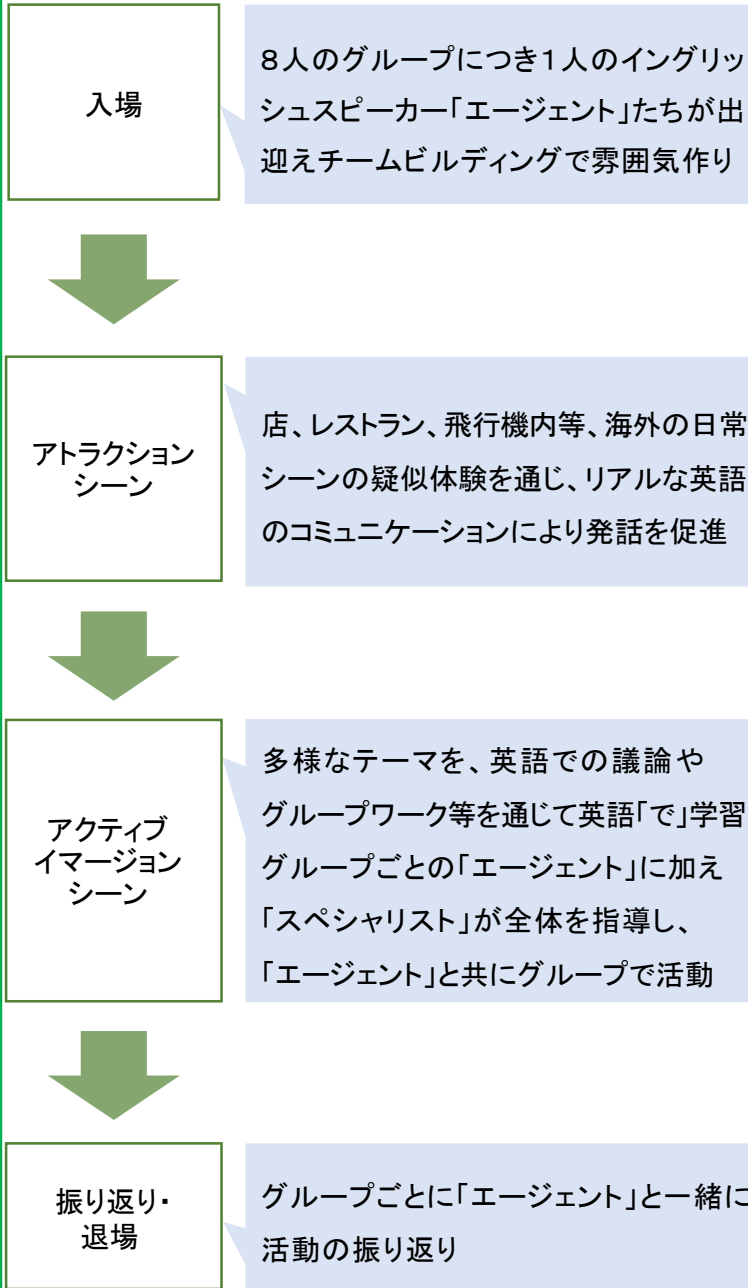 入場
８人のグループにつき１人のイングリッ
シュスピーカー「エージェント」たちが出
迎えチームビルディングで雰囲気作り
アトラクション
シーン
店、レストラン、飛行機内等、海外の日常
シーンの疑似体験を通じ、リアルな英語
のコミュニケーションにより発話を促進
アクティブ
イマージョン
シーン
多様なテーマを、英語での議論や
グループワーク等を通じて英語「で」学習
グループごとの「エージェント」に加え
「スペシャリスト」が全体を指導し、
「エージェント」と共にグループで活動
振り返り・
退場
グループごとに「エージェント」と一緒に
活動の振り返り